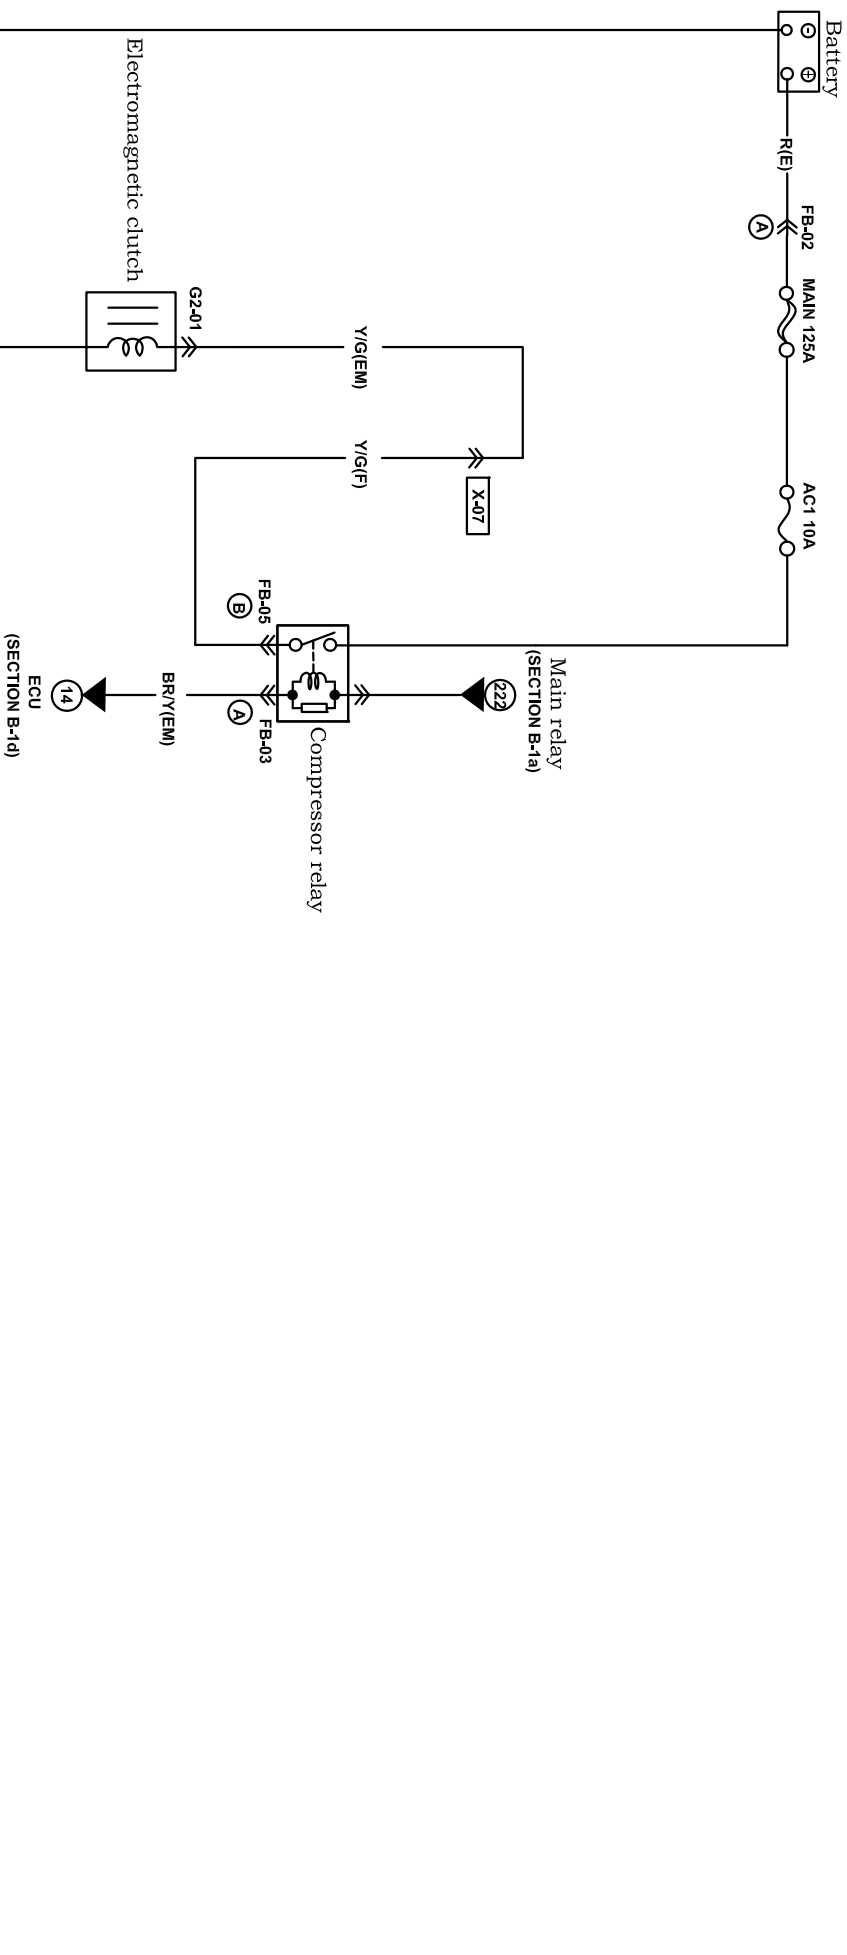 Battery
-
+
R(E)
FB-02
A
MAIN 125A
AC1 10A
Main relay
(SECTION B-1a)
222
X-07
Y/G(EM)
Y/G(F)
Compressor relay
FB-05
B
FB-03
A
G2-01
BR/Y(EM)
Electromagnetic clutch
14
ECU
(SECTION B-1d)